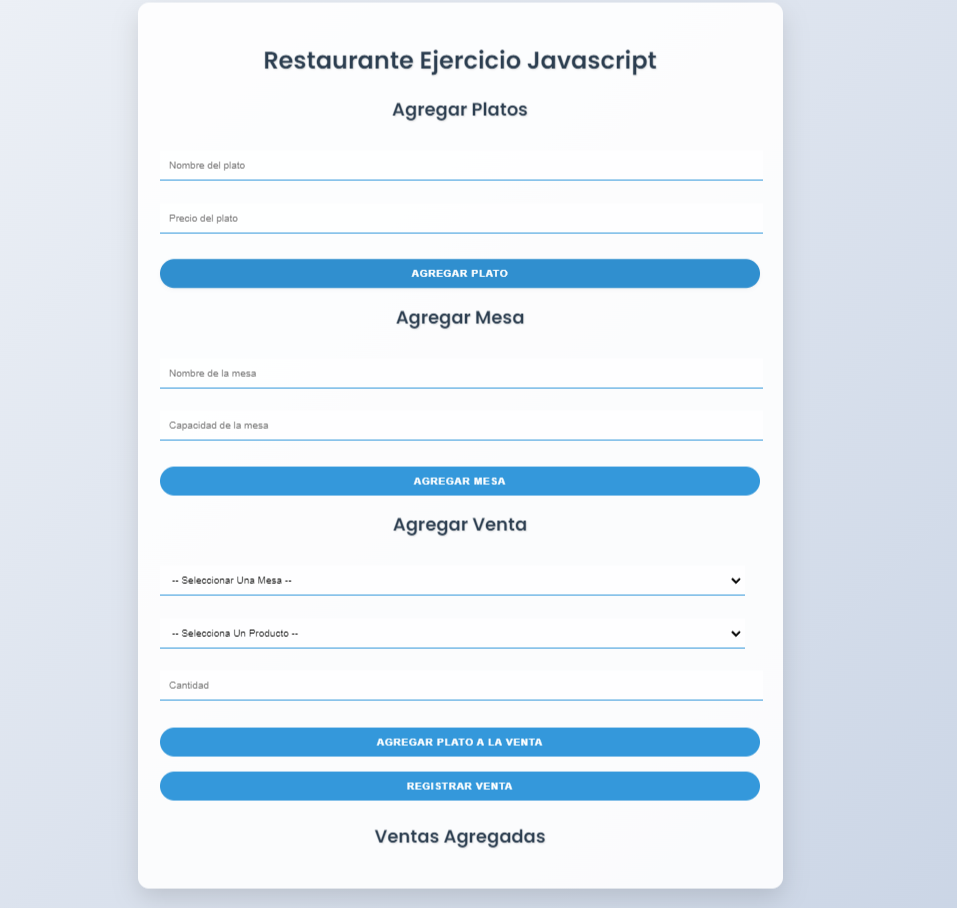 Restaurante Ejercicio Javascript
Agregar Platos
Nombre del plato
Precio del plato
AGREGAR PLATO
Agregar Mesa
Nombre de la mesa
Capacidad de la mesa
AGREGAR MESA
Agregar Venta
-- Seleccionar Una Mesa --
-- Selecciona Un Producto --
Cantidad
AGREGAR PLATO A LA VENTA
REGISTRAR VENTA
Ventas Agregadas